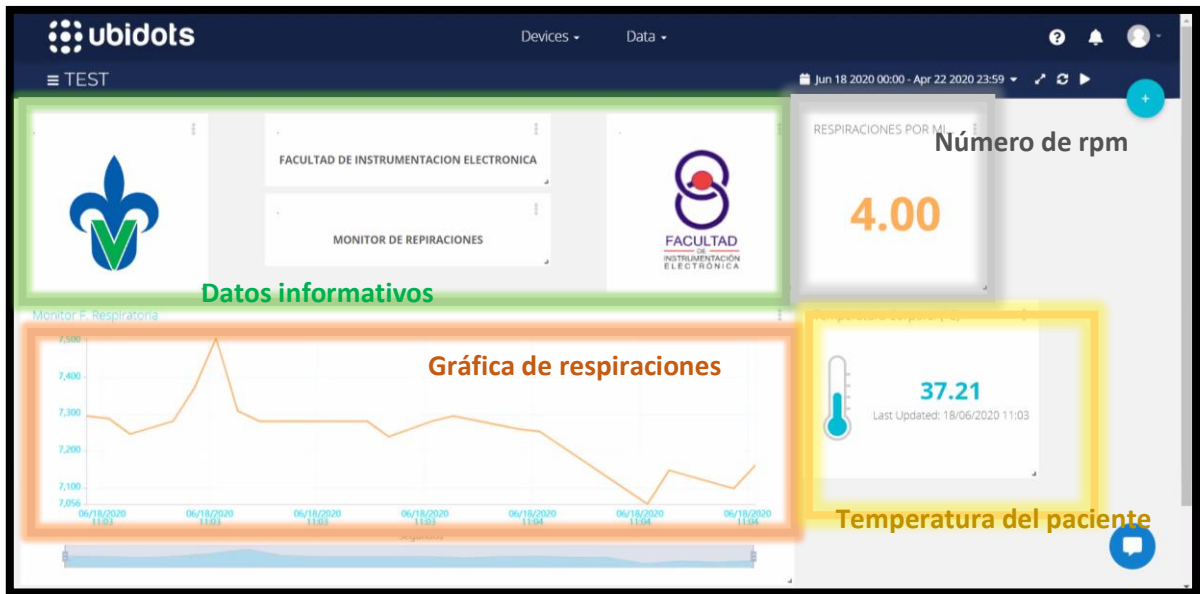 ubidots
Devices
Data
TEST
Jun 18 2020 00:00 - Apr 22 2020 23:59
FACULTAD DE INSTRUMENTACION ELECTRONICA
MONITOR DE REPIRACIONES
FACULTAD
DE
INSTRUMENTACIÓN
ELECTRÓNICA
RESPIRACIONES POR MI...
Número de rpm
4.00
Datos informativos
Monitor F. Respiratoria
Gráfica de respiraciones
7,500
7,400
7,300
7,200
7,100
7,056
06/18/2020 06/18/2020 06/18/2020 06/18/2020 06/18/2020 06/18/2020 06/18/2020
11:03 11:03 11:03 11:03 11:04 11:04 11:04
37.21
Last Updated: 18/06/2020 11:03
Temperatura del paciente